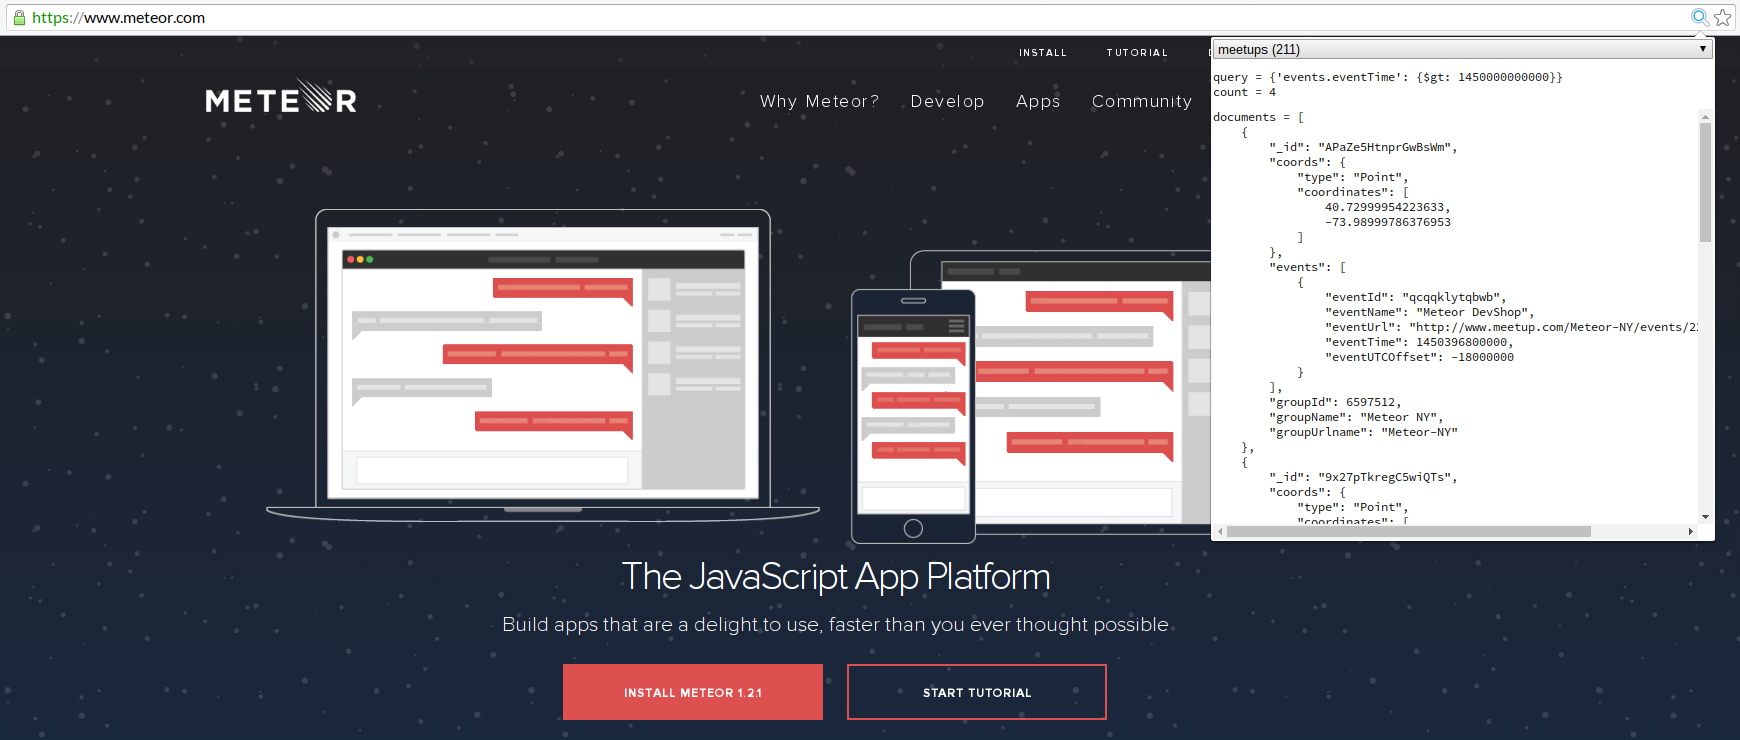 https://www.meteor.com
INSTALL
TUTORIAL
METEOR
Why Meteor?
Develop
Apps
Community
meetups (211)
query = {'events.eventTime': {$gt: 1450000000000}}
count = 4
documents = [
{
"_id": "APaZe5HtnprGwBsWm",
"coords": {
"type": "Point",
"coordinates": [
40.72999954223633,
-73.98999786376953
]
},
"events": [
{
"eventId": "qcqqklytqbwb",
"eventName": "Meteor DevShop",
"eventUrl": "http://www.meetup.com/Meteor-NY/events/2
"eventTime": 1450396800000,
"eventUTCOffset": -18000000
}
],
"groupId": 6597512,
"groupName": "Meteor NY",
"groupUrlname": "Meteor-NY"
},
{
"_id": "9x27pTkregC5wiQTs",
"coords": {
"type": "Point",
"coordinates": [
The JavaScript App Platform
Build apps that are a delight to use, faster than you ever thought possible
INSTALL METEOR 1.2.1
START TUTORIAL